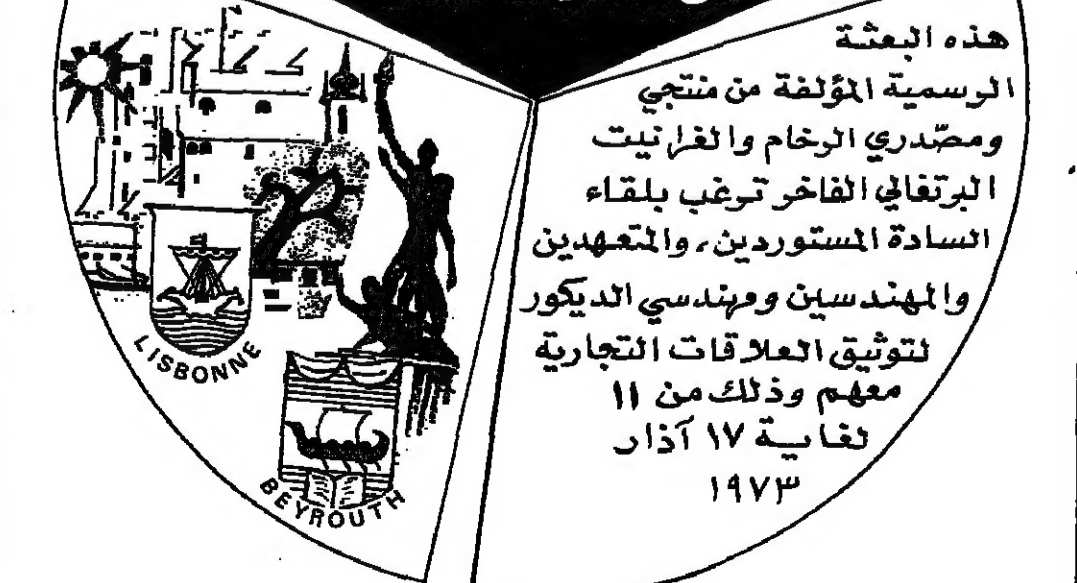 هذه البعثة
الرسمية المؤلفة من منتجي
ومصدّري الرخام والغرانيت
البرتغالي الفاخر ترغب بلقاء
السادة المستوردين، والمتعهدين
والمهندسين ومهندسي الديكور
لتوثيق العلاقات التجارية
معهم وذلك من ١١
لغاية ١٧ آذار
١٩٧٣
LISBONNE
BEYROUTH